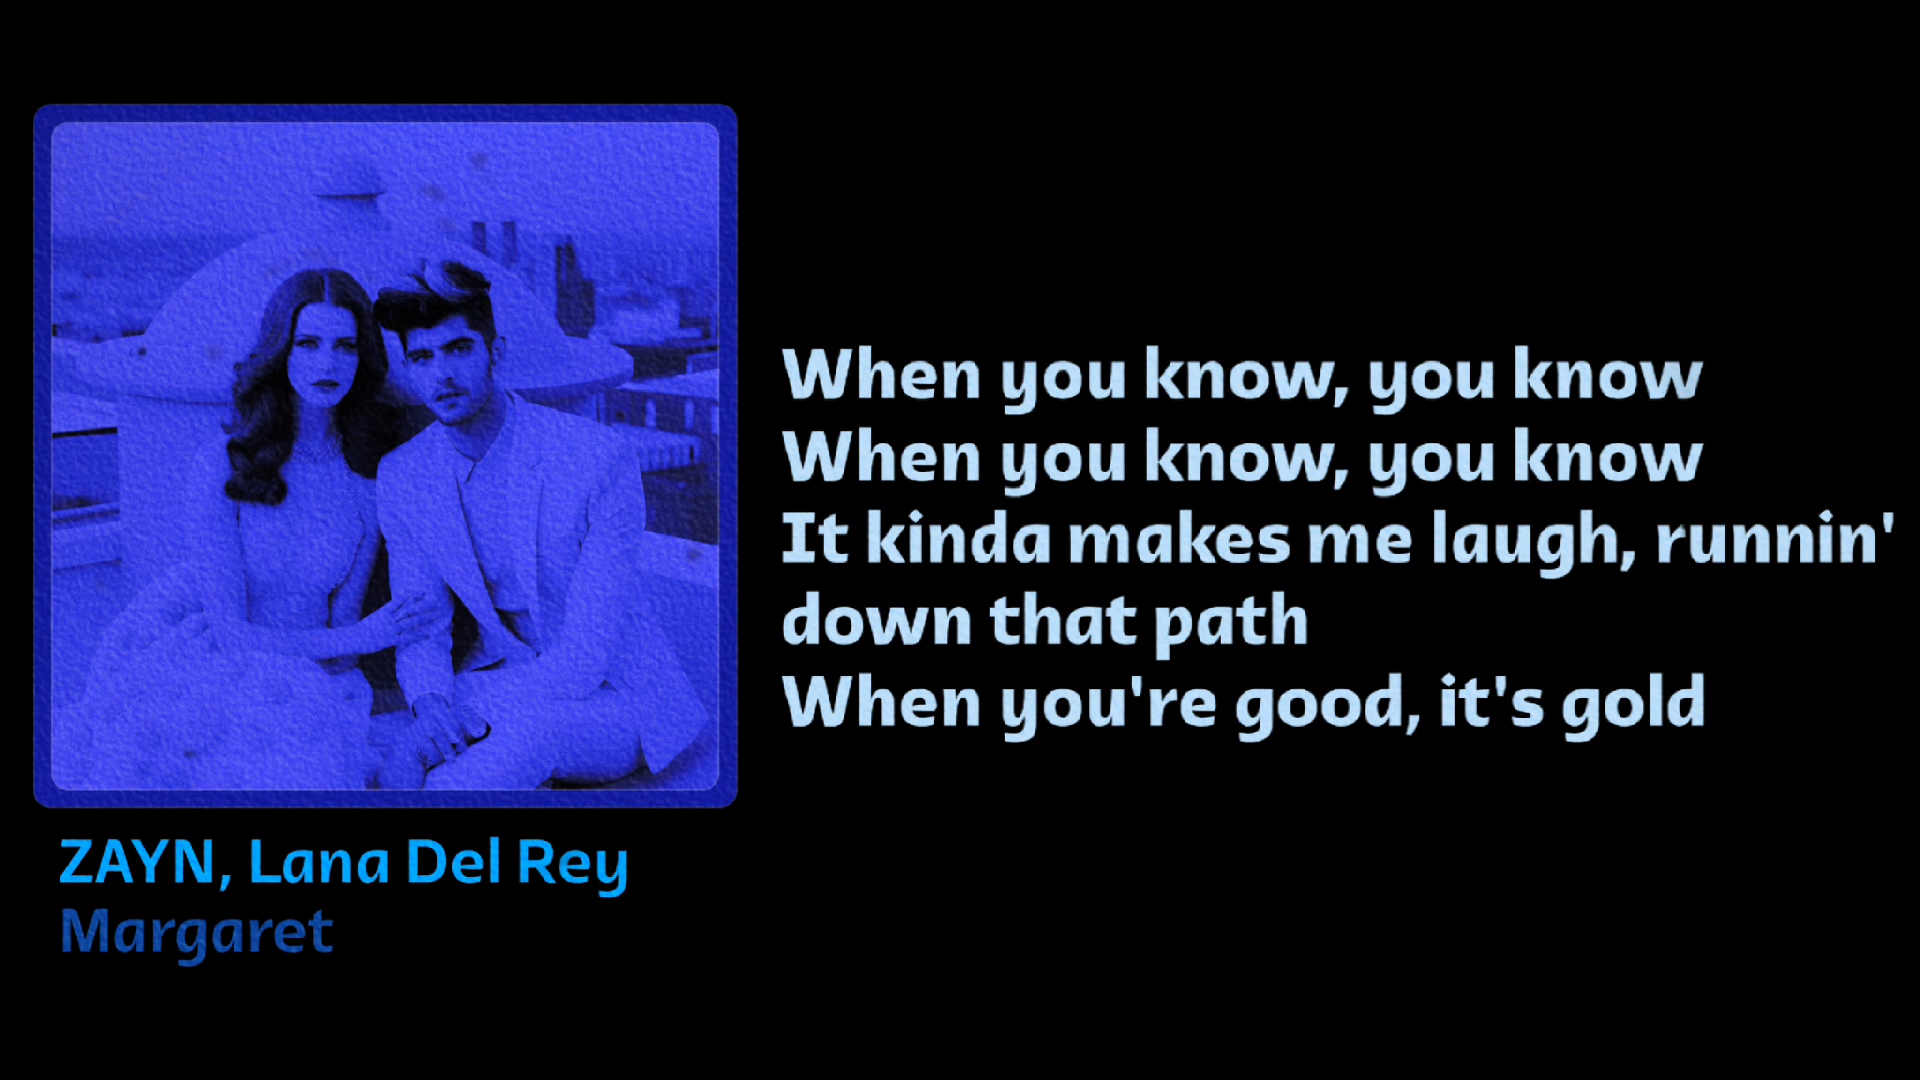 When you know, you know
When you know, you know
It kinda makes me laugh, runnin'
down that path
When you're good, it's gold
ZAYN, Lana Del Rey
Margaret